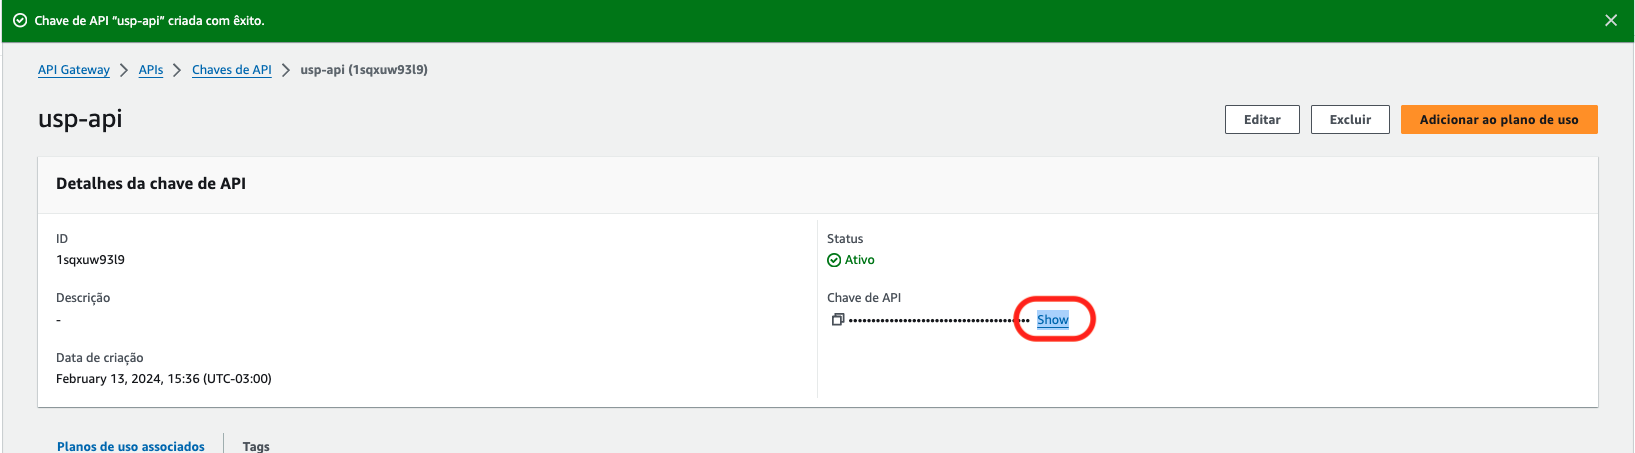 Chave de API “usp-api” criada com êxito.
API Gateway > APIs > Chaves de API > usp-api (1sqxuw93l9)
usp-api
Editar
Excluir
Adicionar ao plano de uso
Detalhes da chave de API
ID
1sqxuw93l9
Status
Ativo
Descrição
-
Chave de API
•••••••••••••••••••••••••••••••••••••••• Show
Data de criação
February 13, 2024, 15:36 (UTC-03:00)
Planos de uso associados
Tags